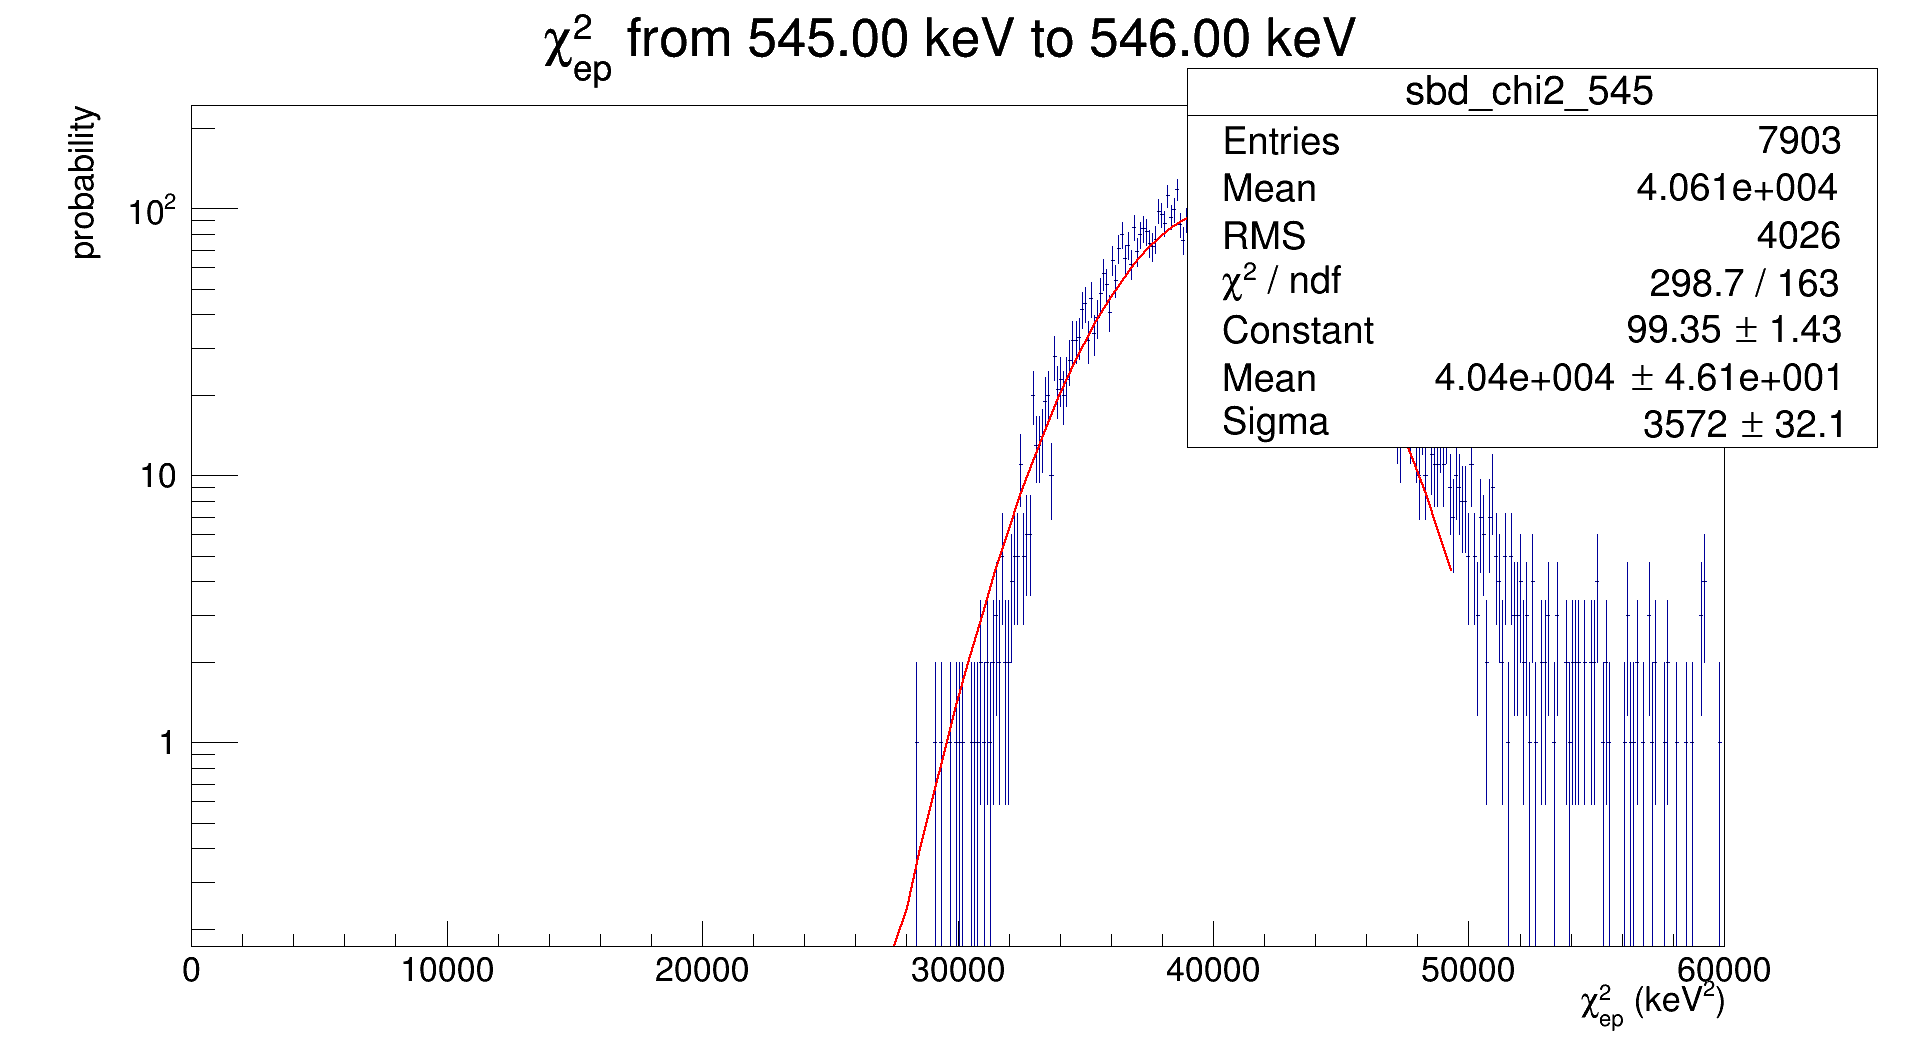 χ²ep from 545.00 keV to 546.00 keV
sbd_chi2_545
Entries 7903
Mean 4.061e+004
RMS 4026
χ² / ndf 298.7 / 163
Constant 99.35 ± 1.43
Mean 4.04e+004 ± 4.61e+001
Sigma 3572 ± 32.1
probability
10²
10
1
0 10000 20000 30000 40000 50000 60000
χ²ep (keV²)